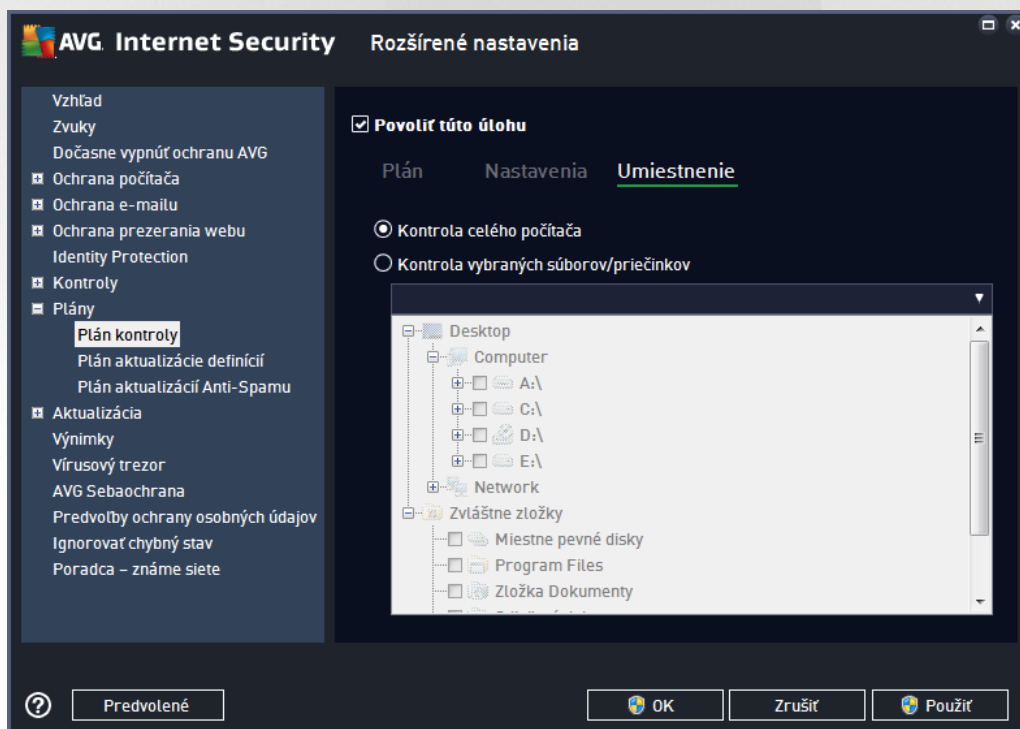 AVG. Internet Security
Rozšírené nastavenia
Vzhľad
Zvuky
Dočasne vypnúť ochranu AVG
Ochrana počítača
Ochrana e-mailu
Ochrana prezerania webu
Identity Protection
Kontroly
Plány
Plán kontroly
Plán aktualizácie definícií
Plán aktualizácií Anti-Spamu
Aktualizácia
Výnimky
Vírusový trezor
AVG Sebaochrana
Predvoľby ochrany osobných údajov
Ignorovať chybný stav
Poradca – známe siete
Povoliť túto úlohu
Plán Nastavenia Umiestnenie
Kontrola celého počítača
Kontrola vybraných súborov/priečinkov
Desktop
Computer
A:\
C:\
D:\
E:\
Network
Zvláštne zložky
Miestne pevné disky
Program Files
Zložka Dokumenty
Predvolené
OK
Zrušiť
Použiť